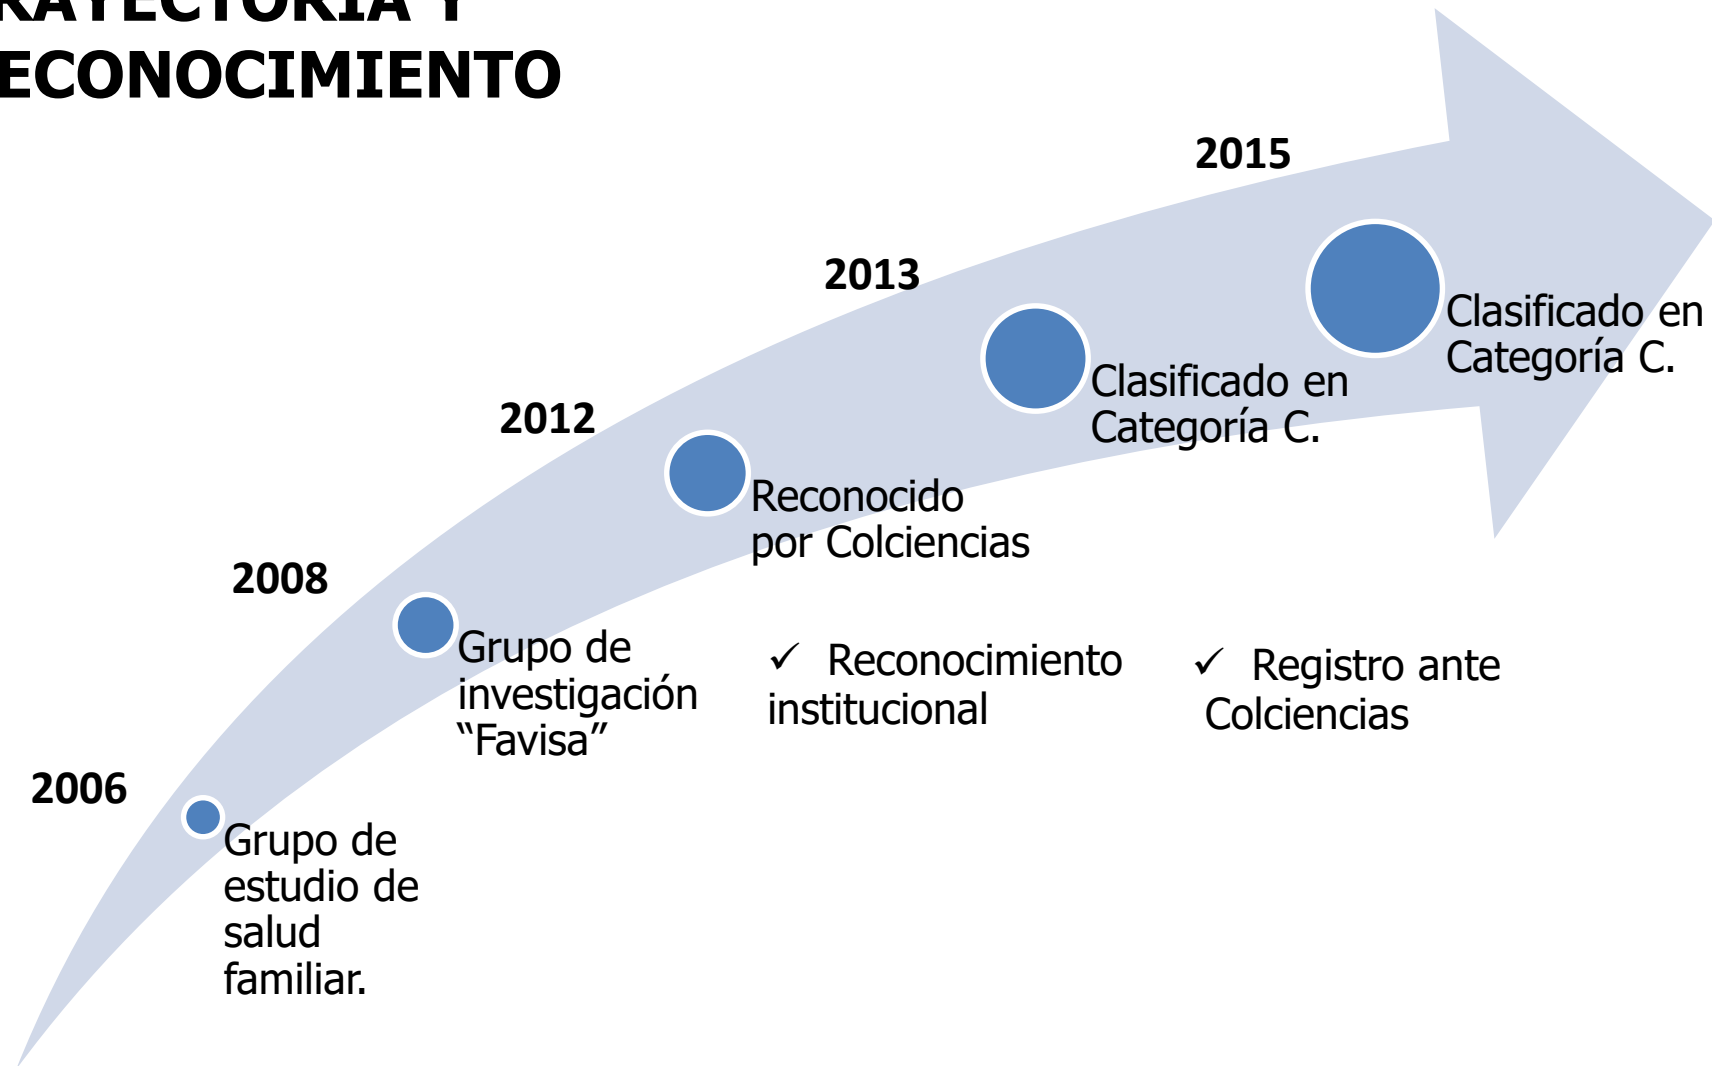 RAYECTORIA Y
ECONOCIMIENTO
2006
Grupo de
estudio de
salud
familiar.
2008
Grupo de
investigación
“Favisa”
2012
Reconocido
por Colciencias
2013
Clasificado en
Categoría C.
2015
Clasificado en
Categoría C.
✓ Reconocimiento
institucional
✓ Registro ante
Colciencias